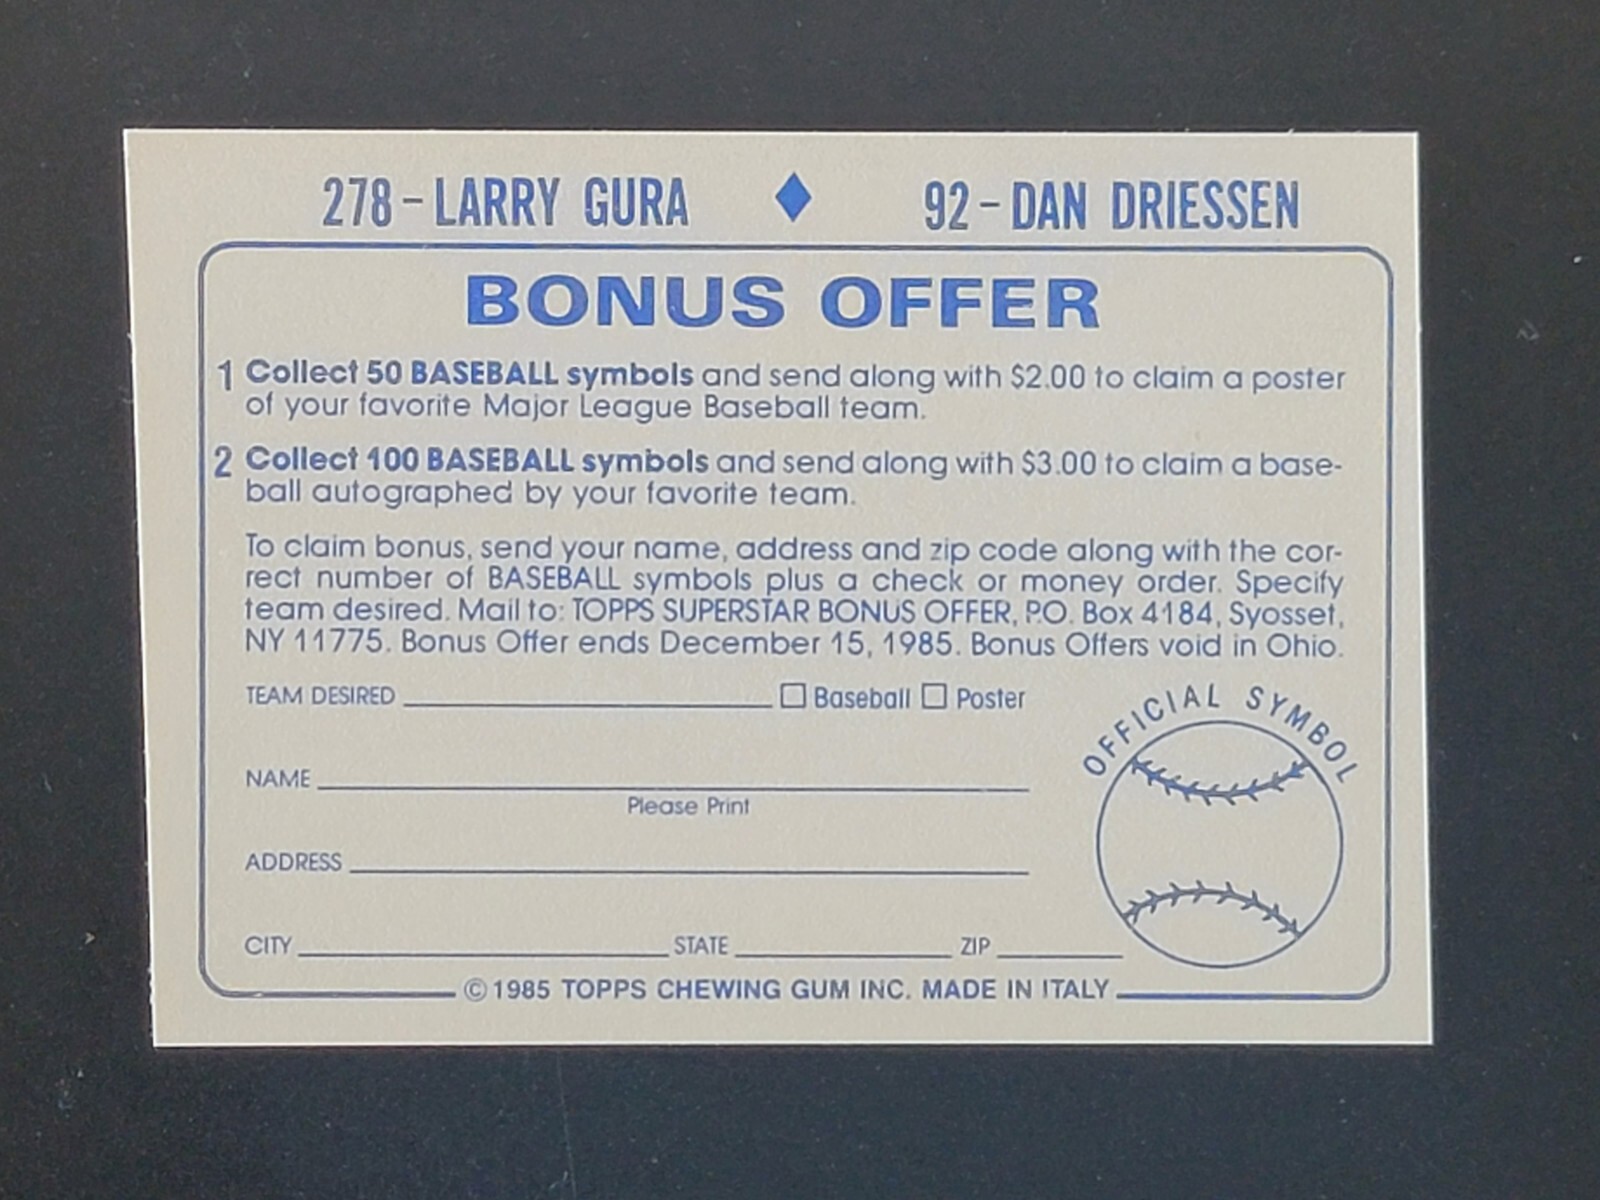 278-LARRY GURA ♦ 92-DAN DRIESSEN
BONUS OFFER
1 Collect 50 BASEBALL symbols and send along with $2.00 to claim a poster
of your favorite Major League Baseball team.
2 Collect 100 BASEBALL symbols and send along with $3.00 to claim a base-
ball autographed by your favorite team.
To claim bonus, send your name, address and zip code along with the cor-
rect number of BASEBALL symbols plus a check or money order. Specify
team desired. Mail to: TOPPS SUPERSTAR BONUS OFFER, P.O. Box 4184, Syosset,
NY 11775. Bonus Offer ends December 15, 1985. Bonus Offers void in Ohio.
TEAM DESIRED ☐ Baseball ☐ Poster
OFFICIAL SYMBOL
NAME
Please Print
ADDRESS
CITY STATE ZIP
© 1985 TOPPS CHEWING GUM INC. MADE IN ITALY